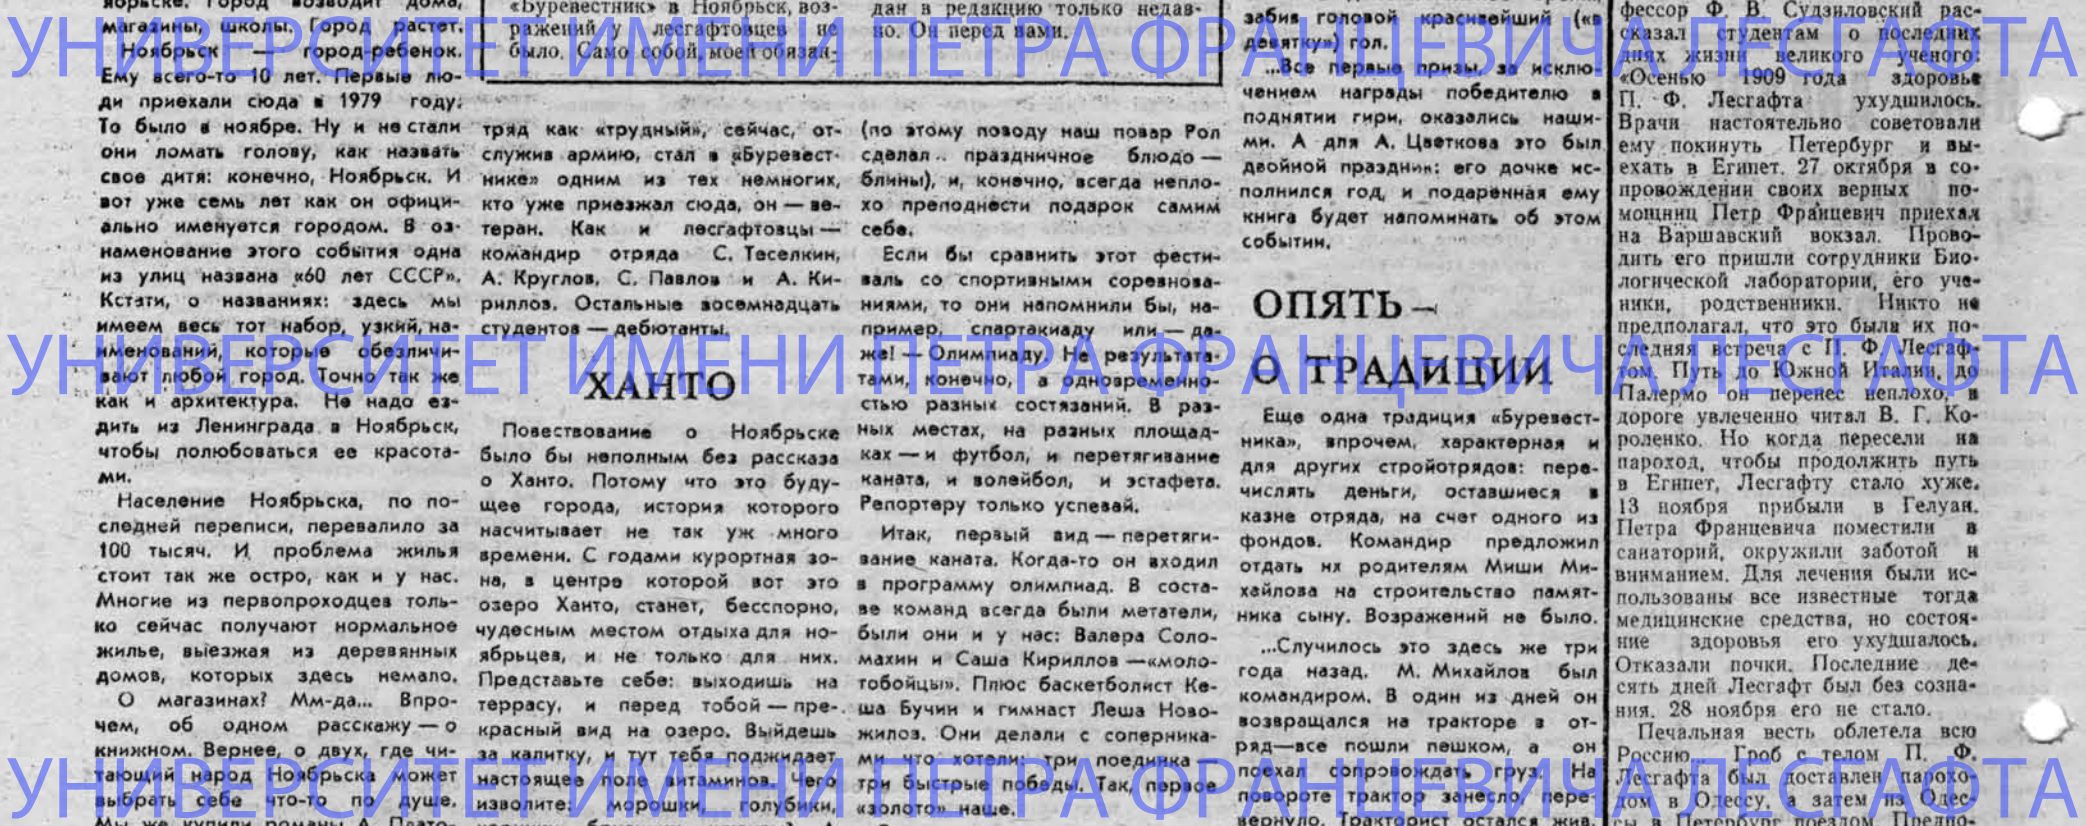 магазины, школы. Город растет.
Ноябрьск — город-ребенок.
Ему всего-то 10 лет. Первые лю-
ди приехали сюда в 1979 году.
То было в ноябре. Ну и не стали
они ломать голову, как назвать
свое дитя: конечно, Ноябрьск. И
вот уже семь лет как он офици-
ально именуется городом. В оз-
наменование этого события одна
из улиц названа «60 лет СССР».
Кстати, о названиях: здесь мы
имеем весь тот набор, узкий, на-
именований, которые обезличи-
вают любой город. Точно так же
как и архитектура. Не надо ез-
дить из Ленинграда в Ноябрьск,
чтобы полюбоваться ее красота-
ми.
Население Ноябрьска, по по-
следней переписи, перевалило за
100 тысяч. И проблема жилья
стоит так же остро, как и у нас.
Многие из первопроходцев толь-
ко сейчас получают нормальное
жилье, выезжая из деревянных
домов, которых здесь немало.
О магазинах? Мм-да... Впро-
чем, об одном расскажу — о
книжном. Вернее, о двух, где чи-
тающий народ Ноябрьска может
выбрать себе что-то по душе.
Мы же купили романы А. Плато-
«Буревестник» в Ноябрьск, воз-
ражений у лесгафтовцев не
было. Само собой, моей обязан-
дан в редакцию только недав-
но. Он перед вами.
тряд как «трудный», сейчас, от-
служив армию, стал в «Буревест-
нике» одним из тех немногих,
кто уже приезжал сюда, он — ве-
теран. Как и лесгафтовцы —
командир отряда С. Теселкин,
А. Круглов, С. Павлов и А. Ки-
риллов. Остальные восемнадцать
студентов — дебютанты.
ХАНТО
Повествование о Ноябрьске
было бы неполным без рассказа
о Ханто. Потому что это буду-
щее города, история которого
насчитывает не так уж много
времени. С годами курортная зо-
на, в центре которой вот это
озеро Ханто, станет, бесспорно,
чудесным местом отдыха для но-
ябрьцев, и не только для них.
Представьте себе: выходишь на
террасу, и перед тобой — пре-
красный вид на озеро. Выйдешь
за калитку, и тут тебя поджидает
настоящее поле витаминов. Чего
изволите: морошки, голубики,
(по этому поводу наш повар Рол
сделал праздничное блюдо —
блины), и, конечно, всегда непло-
хо преподнести подарок самим
себе.
Если бы сравнить этот фести-
валь со спортивными соревнова-
ниями, то они напомнили бы, на-
пример, спартакиаду или — да-
же! — Олимпиаду. Не результата-
тами, конечно, а одновременно-
стью разных состязаний. В раз-
ных местах, на разных площад-
ках — и футбол, и перетягивание
каната, и волейбол, и эстафета.
Репортеру только успевай.
Итак, первый вид — перетяги-
вание каната. Когда-то он входил
в программу олимпиад. В соста-
ве команд всегда были метатели,
были они и у нас: Валера Соло-
махин и Саша Кириллов — «моло-
тобойцы». Плюс баскетболист Ке-
ша Бучин и гимнаст Леша Ново-
жилов. Они делали с соперника-
ми что хотели: три поединка —
три быстрые победы. Так, первое
«золото» наше.
забив головой красивейший («в
девятку») гол.
...Все первые призы, за исклю-
чением награды победителю в
поднятии гири, оказались наши-
ми. А для А. Цветкова это был
двойной праздник: его дочке ис-
полнился год, и подаренная ему
книга будет напоминать об этом
событии.
ОПЯТЬ —
О ТРАДИЦИИ
Еще одна традиция «Буревест-
ника», впрочем, характерная и
для других стройотрядов: пере-
числять деньги, оставшиеся в
казне отряда, на счет одного из
фондов. Командир предложил
отдать их родителям Миши Ми-
хайлова на строительство памят-
ника сыну. Возражений не было.
...Случилось это здесь же три
года назад. М. Михайлов был
командиром. В один из дней он
возвращался на тракторе в от-
ряд—все пошли пешком, а он
поехал сопровождать груз. На
повороте трактор занесло, пере-
вернуло. Тракторист остался жив.
фессор Ф. В. Судзиловский рас-
сказал студентам о последних
днях жизни великого ученого:
«Осенью 1909 года здоровье
П. Ф. Лесгафта ухудшилось.
Врачи настоятельно советовали
ему покинуть Петербург и вы-
ехать в Египет. 27 октября в со-
провождении своих верных по-
мощниц Петр Францевич приехал
на Варшавский вокзал. Прово-
дить его пришли сотрудники Био-
логической лаборатории, его уче-
ники, родственники. Никто не
предполагал, что это была их по-
следняя встреча с П. Ф. Лесгаф-
том. Путь до Южной Италии, до
Палермо он перенес неплохо, в
дороге увлеченно читал В. Г. Ко-
роленко. Но когда пересели на
пароход, чтобы продолжить путь
в Египет, Лесгафту стало хуже.
13 ноября прибыли в Гелуан.
Петра Францевича поместили в
санаторий, окружили заботой и
вниманием. Для лечения были ис-
пользованы все известные тогда
медицинские средства, но состоя-
ние здоровья его ухудшалось.
Отказали почки. Последние де-
сять дней Лесгафт был без созна-
ния. 28 ноября его не стало.
Печальная весть облетела всю
Россию... Гроб с телом П. Ф.
Лесгафта был доставлен парохо-
дом в Одессу, а затем из Одес-
сы в Петербург поездом.
УНИВЕРСИТЕТ ИМЕНИ ПЕТРА ФРАНЦЕВИЧА ЛЕСГАФТА
УНИВЕРСИТЕТ ИМЕНИ ПЕТРА ФРАНЦЕВИЧА ЛЕСГАФТА
УНИВЕРСИТЕТ ИМЕНИ ПЕТРА ФРАНЦЕВИЧА ЛЕСГАФТА